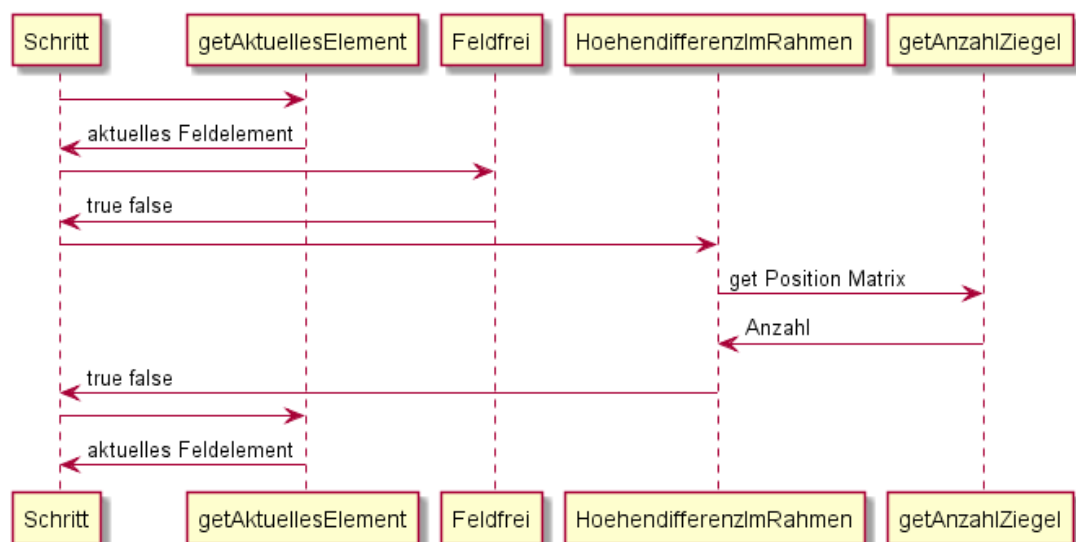 Schritt getAktuellesElement Feldfrei HoehendifferenzImRahmen getAnzahlZiegel
aktuelles Feldelement
true false
get Position Matrix
Anzahl
true false
aktuelles Feldelement
Schritt getAktuellesElement Feldfrei HoehendifferenzImRahmen getAnzahlZiegel